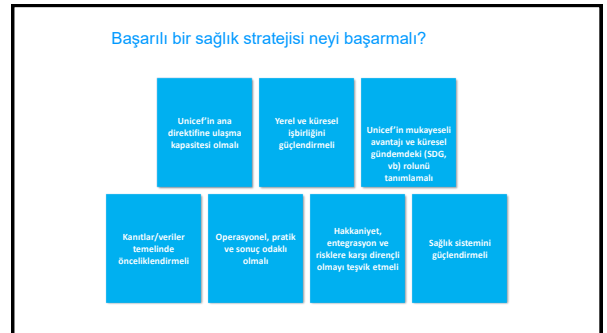 Başarılı bir sağlık stratejisi neyi başarmalı?
Unicef'in ana
direktifine ulaşma
kapasitesi olmalı
Yerel ve küresel
işbirliğini
güçlendirmeli
Unicef'in mukayeseli
avantajı ve küresel
gündemdeki (SDG,
vb) rolunü
tanımlamalı
Kanıtlar/veriler
temelinde
önceliklendirmeli
Operasyonel, pratik
ve sonuç odaklı
olmalı
Hakkaniyet,
entegrasyon ve
risklere karşı dirençli
olmayı teşvik etmeli
Sağlık sistemini
güçlendirmeli